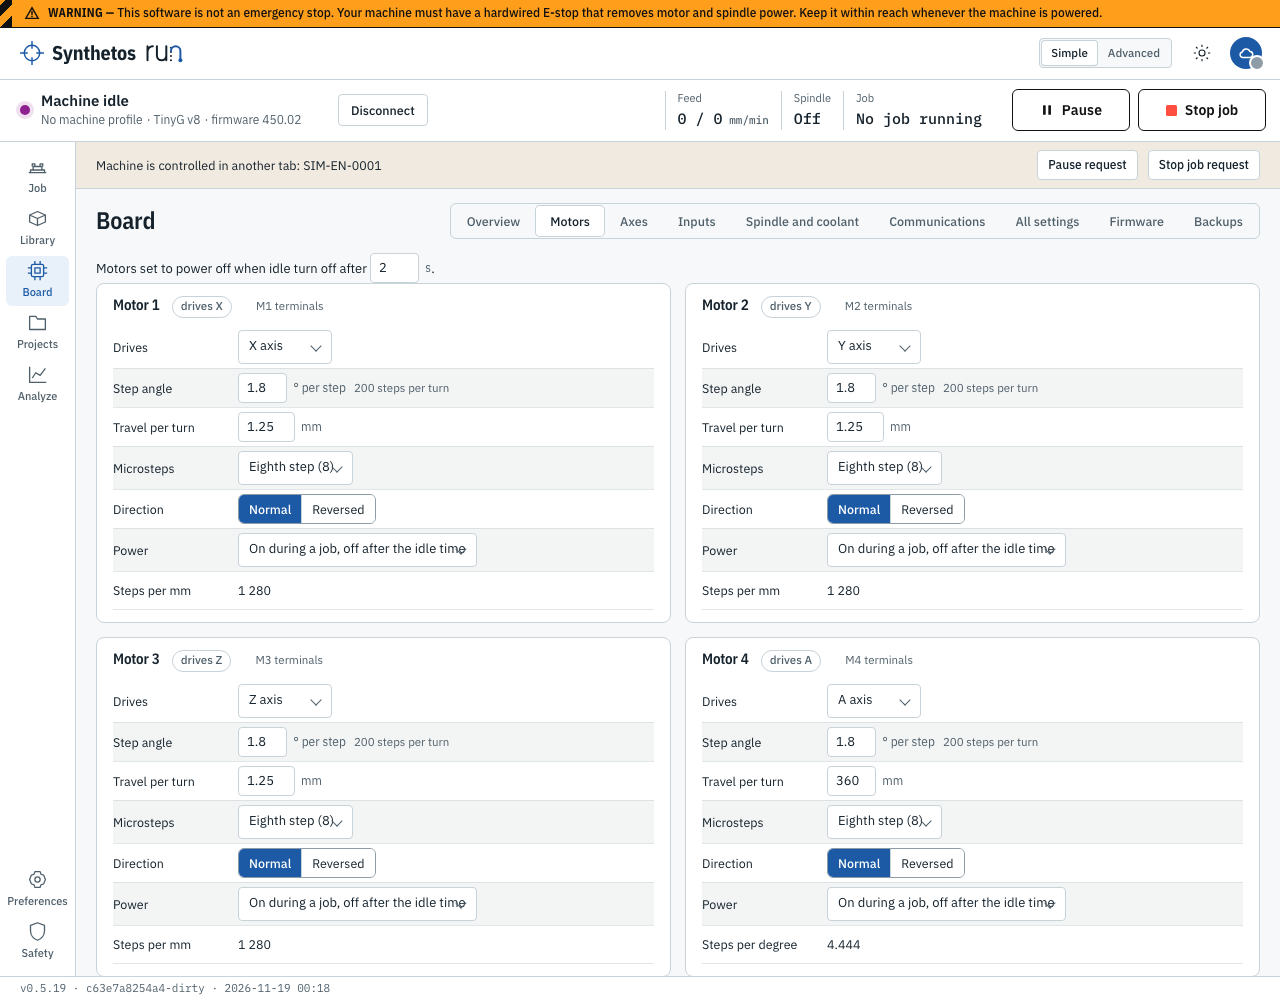 WARNING — This software is not an emergency stop. Your machine must have a hardwired E-stop that removes motor and spindle power. Keep it within reach whenever the machine is powered.
Synthetos run
Simple Advanced
Machine idle
No machine profile · TinyG v8 · firmware 450.02
Disconnect
Feed
0 / 0 mm/min
Spindle
Off
Job
No job running
Pause
Stop job
Machine is controlled in another tab: SIM-EN-0001
Pause request Stop job request
Job
Library
Board
Projects
Analyze
Preferences
Safety
Board
Overview Motors Axes Inputs Spindle and coolant Communications All settings Firmware Backups
Motors set to power off when idle turn off after 2 s.
Motor 1 drives X M1 terminals
Drives X axis
Step angle 1.8 ° per step 200 steps per turn
Travel per turn 1.25 mm
Microsteps Eighth step (8)
Direction Normal Reversed
Power On during a job, off after the idle time
Steps per mm 1 280
Motor 2 drives Y M2 terminals
Drives Y axis
Step angle 1.8 ° per step 200 steps per turn
Travel per turn 1.25 mm
Microsteps Eighth step (8)
Direction Normal Reversed
Power On during a job, off after the idle time
Steps per mm 1 280
Motor 3 drives Z M3 terminals
Drives Z axis
Step angle 1.8 ° per step 200 steps per turn
Travel per turn 1.25 mm
Microsteps Eighth step (8)
Direction Normal Reversed
Power On during a job, off after the idle time
Steps per mm 1 280
Motor 4 drives A M4 terminals
Drives A axis
Step angle 1.8 ° per step 200 steps per turn
Travel per turn 360 mm
Microsteps Eighth step (8)
Direction Normal Reversed
Power On during a job, off after the idle time
Steps per degree 4.444
v0.5.19 · c63e7a8254a4-dirty · 2026-11-19 00:18